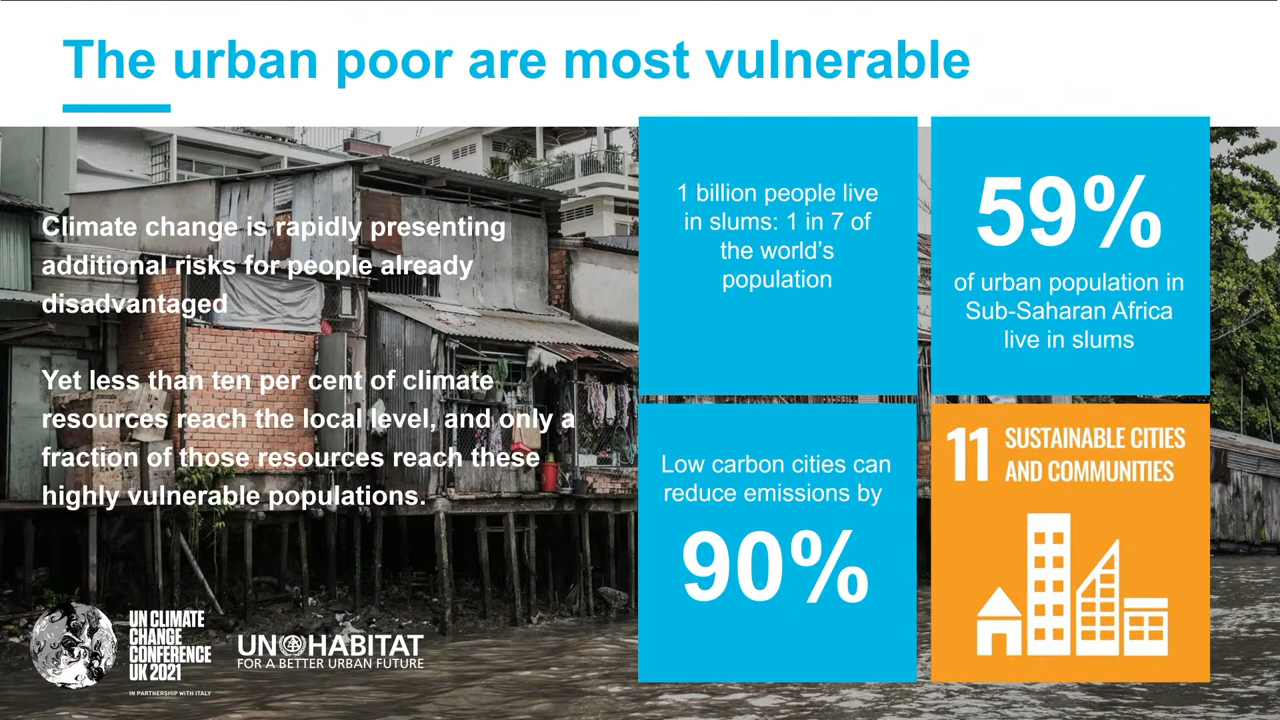 The urban poor are most vulnerable
Climate change is rapidly presenting
additional risks for people already
disadvantaged
Yet less than ten per cent of climate
resources reach the local level, and only a
fraction of those resources reach these
highly vulnerable populations.
1 billion people live
in slums: 1 in 7 of
the world’s
population
59%
of urban population in
Sub-Saharan Africa
live in slums
Low carbon cities can
reduce emissions by
90%
11 SUSTAINABLE CITIES
AND COMMUNITIES
UN CLIMATE
CHANGE
CONFERENCE
UK 2021
IN PARTNERSHIP WITH ITALY
UN HABITAT
FOR A BETTER URBAN FUTURE